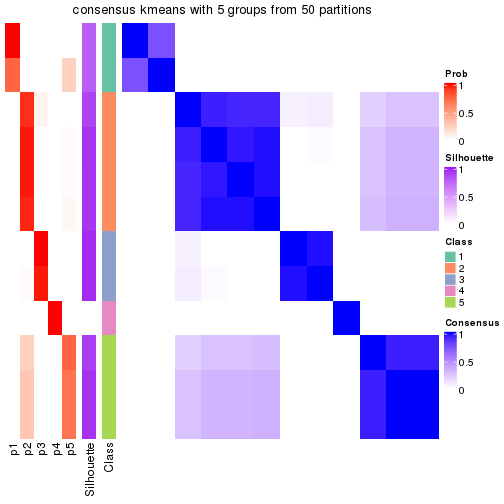 consensus kmeans with 5 groups from 50 partitions
Prob
1
0.5
0
Silhouette
1
0.5
0
Class
1
2
3
4
5
Consensus
1
0.5
0
p1
p2
p3
p4
p5
Silhouette
Class